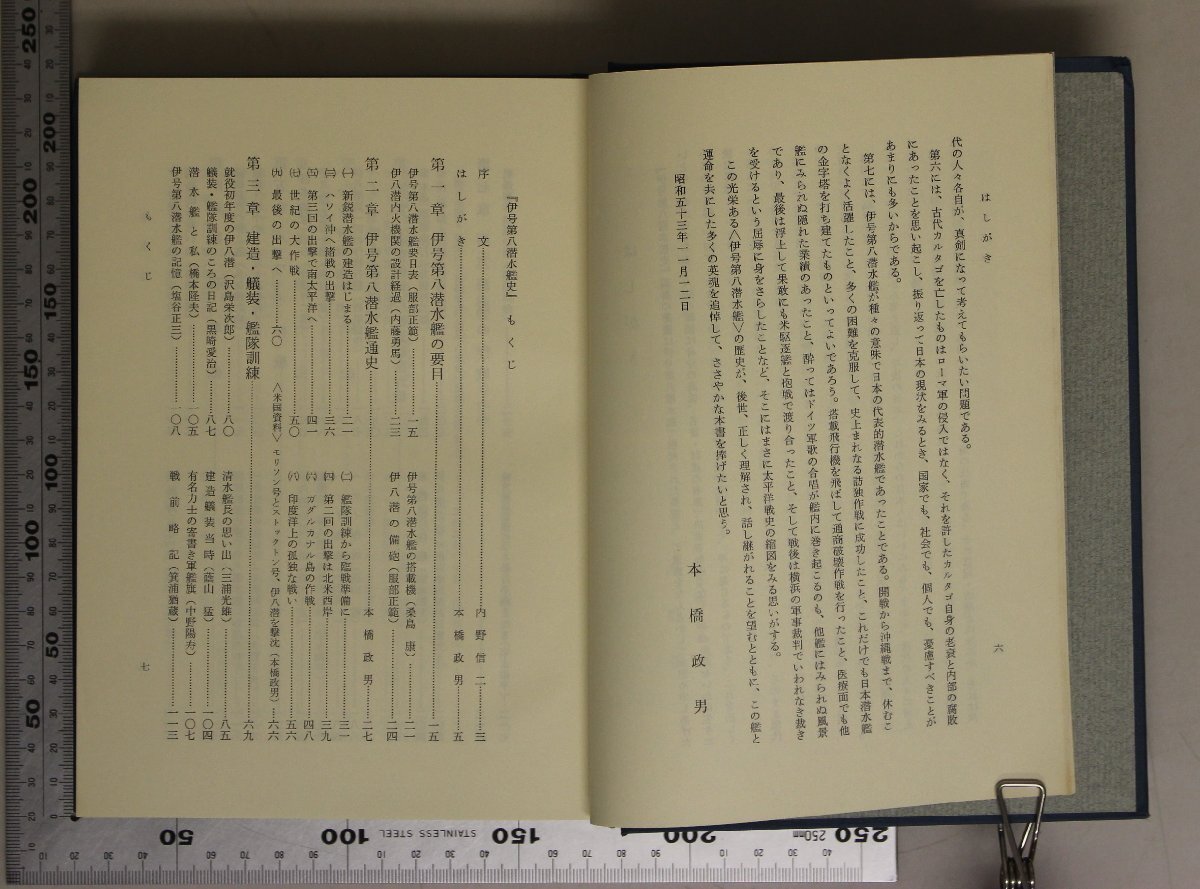 はしがき
六
代の人々各自が、真剣になって考えてもらいたい問題である。
第六には、古代カルタゴを亡したものはローマ軍の侵入ではなく、それを許したカルタゴ自身の老衰と内部の腐敗
にあったことを思い起こし、振り返って日本の現状をみるとき、国家でも、社会でも、個人でも、憂慮すべきことが
あまりにも多いからである。
第七には、伊号第八潜水艦が種々の意味で日本の代表的潜水艦であったことである。開戦から沖縄戦まで、休むこ
となくよく活躍したこと、多くの困難を克服して、史上まれなる訪独作戦に成功したこと、これだけでも日本潜水艦
の金字塔を打ち建てたものといってよいであろう。搭載飛行機を飛ばして通商破壊作戦を行ったこと、医療面でも他
艦にみられぬ隠れた業績のあったこと、酔ってはドイツ軍歌の合唱が艦内に巻き起こるのも、他艦にはみられぬ風景
であり、最後は浮上して果敢にも米駆逐艦と砲戦で渡り合ったこと、そして戦後は横浜の軍事裁判でいわれなき裁き
を受けるという屈辱に身をさらしたことなど、そこにはまさに太平洋戦史の縮図をみる思いがする。
この光栄ある〈伊号第八潜水艦〉の歴史が、後世、正しく理解され、話し継がれることを望むとともに、この艦と
運命を共にした多くの英魂を追悼して、ささやかな本書を捧げたいと思う。
昭和五十三年一一月一二日
本橋政男
『伊号第八潜水艦史』もくじ
序文……内野信二……三
はしがき……本橋政男……五
第一章 伊号第八潜水艦の要目……一五
伊号第八潜水艦要目表（服部正範）……一五
伊号第八潜水艦の搭載機（桑島康）……二一
伊八潜内火機関の設計経過（内藤勇馬）……二三
伊八潜の備砲（服部正範）……二四
第二章 伊号第八潜水艦通史……本橋政男……二七
㈠ 新鋭潜水艦の建造はじまる……二一
㈡ 艦隊訓練から臨戦準備に……三一
㈢ ハワイ沖へ緒戦の出撃……三六
㈣ 第二回の出撃は北米西岸……三九
㈤ 第三回の出撃で南太平洋へ……四一
㈥ ガダルカナル島の作戦……四八
㈦ 世紀の大作戦……五〇
㈧ 印度洋上の孤独な戦い……五六
㈨ 最後の出撃へ……六〇
〈米国資料〉モリソン号とストックトン号、伊八潜を撃沈（本橋政男）……六六
第三章 建造・艤装・艦隊訓練……六九
就役初年度の伊八潜（沢島栄次郎）……八〇
清水艦長の思い出（三浦光雄）……八五
艤装・艦隊訓練のころの日記（黒崎愛治）……八七
建造艤装当時（蔭山猛）……一〇四
潜水艦と私（橋本隆夫）……一〇五
有名力士の寄書き軍艦旗（中野陽寿）……一〇七
伊号第八潜水艦の記憶（塩谷正三）……一〇八
戦前略記（箕浦猶蔵）……一一三
もくじ
七
250
200
150
100
50
50
100
STAINLESS STEEL
150
200
250
250mm